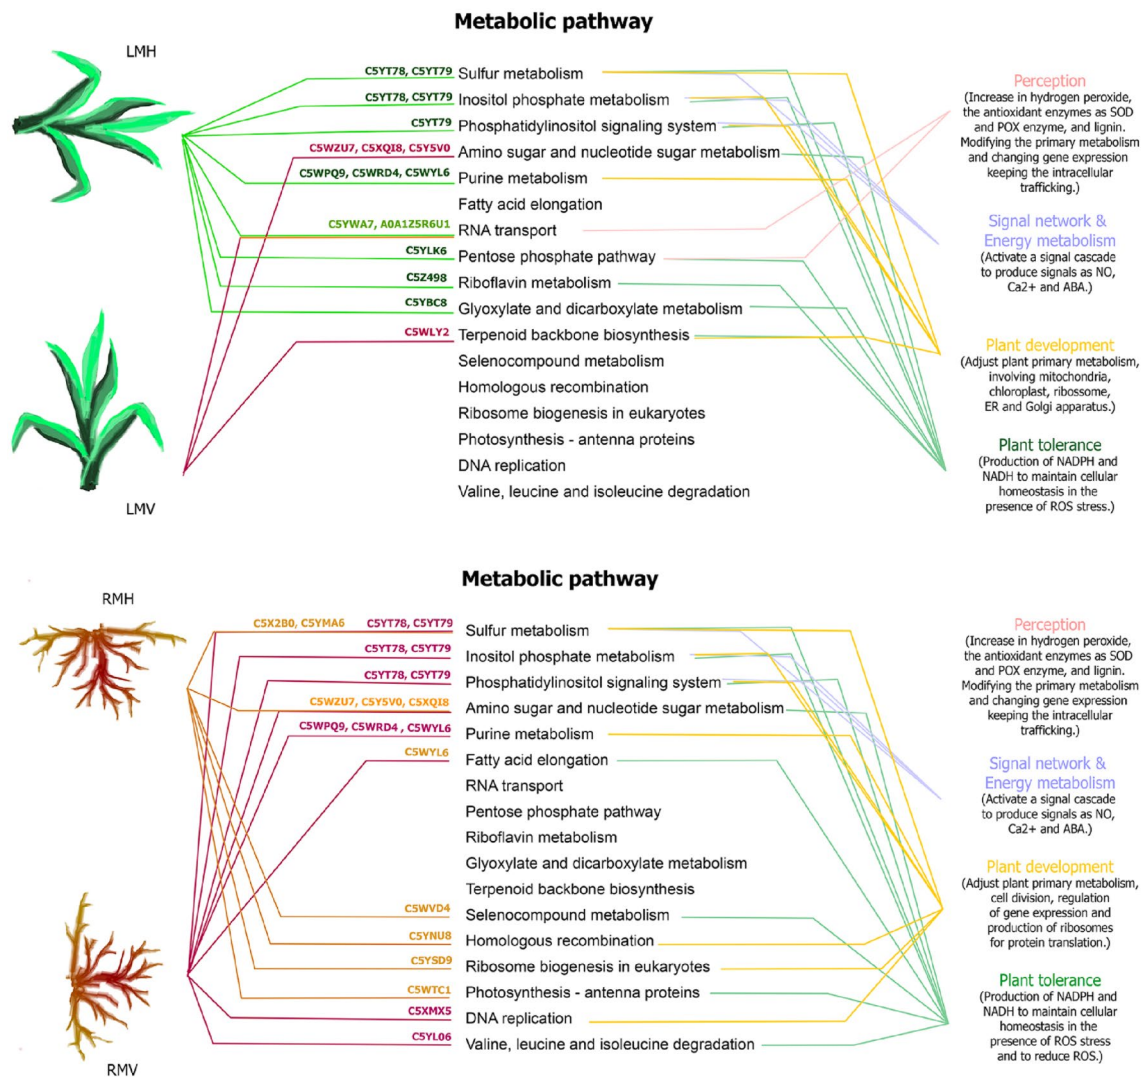 Metabolic pathway
LMH
C5YT78, C5YT79 Sulfur metabolism
C5YT78, C5YT79 Inositol phosphate metabolism
C5YT79 Phosphatidylinositol signaling system
C5WZU7, C5XQI8, C5Y5V0 Amino sugar and nucleotide sugar metabolism
C5WPQ9, C5WRD4, C5WYL6 Purine metabolism
Fatty acid elongation
C5YWA7, A0A1Z5R6U1 RNA transport
C5YLK6 Pentose phosphate pathway
C5Z498 Riboflavin metabolism
C5YBC8 Glyoxylate and dicarboxylate metabolism
C5WLY2 Terpenoid backbone biosynthesis
Selenocompound metabolism
Homologous recombination
Ribosome biogenesis in eukaryotes
Photosynthesis - antenna proteins
DNA replication
Valine, leucine and isoleucine degradation
LMV
Perception
(Increase in hydrogen peroxide,
the antioxidant enzymes as SOD
and POX enzyme, and lignin.
Modifying the primary metabolism
and changing gene expression
keeping the intracellular
trafficking.)
Signal network &
Energy metabolism
(Activate a signal cascade
to produce signals as NO,
Ca2+ and ABA.)
Plant development
(Adjust plant primary metabolism,
involving mitochondria,
chloroplast, ribossome,
ER and Golgi apparatus.)
Plant tolerance
(Production of NADPH and
NADH to maintain cellular
homeostasis in the
presence of ROS stress.)
Metabolic pathway
RMH
C5X2B0, C5YMA6 C5YT78, C5YT79 Sulfur metabolism
C5YT78, C5YT79 Inositol phosphate metabolism
C5YT78, C5YT79 Phosphatidylinositol signaling system
C5WZU7, C5Y5V0, C5XQI8 Amino sugar and nucleotide sugar metabolism
C5WPQ9, C5WRD4 , C5WYL6 Purine metabolism
C5WYL6 Fatty acid elongation
RNA transport
Pentose phosphate pathway
Riboflavin metabolism
Glyoxylate and dicarboxylate metabolism
Terpenoid backbone biosynthesis
C5WVD4 Selenocompound metabolism
C5YNU8 Homologous recombination
C5YSD9 Ribosome biogenesis in eukaryotes
C5WTC1 Photosynthesis - antenna proteins
C5XMX5 DNA replication
C5YL06 Valine, leucine and isoleucine degradation
RMV
Perception
(Increase in hydrogen peroxide,
the antioxidant enzymes as SOD
and POX enzyme, and lignin.
Modifying the primary metabolism
and changing gene expression
keeping the intracellular
trafficking.)
Signal network &
Energy metabolism
(Activate a signal cascade
to produce signals as NO,
Ca2+ and ABA.)
Plant development
(Adjust plant primary metabolism,
cell division, regulation
of gene expression and
production of ribosomes
for protein translation.)
Plant tolerance
(Production of NADPH and
NADH to maintain cellular
homeostasis in the
presence of ROS stress
and to reduce ROS.)